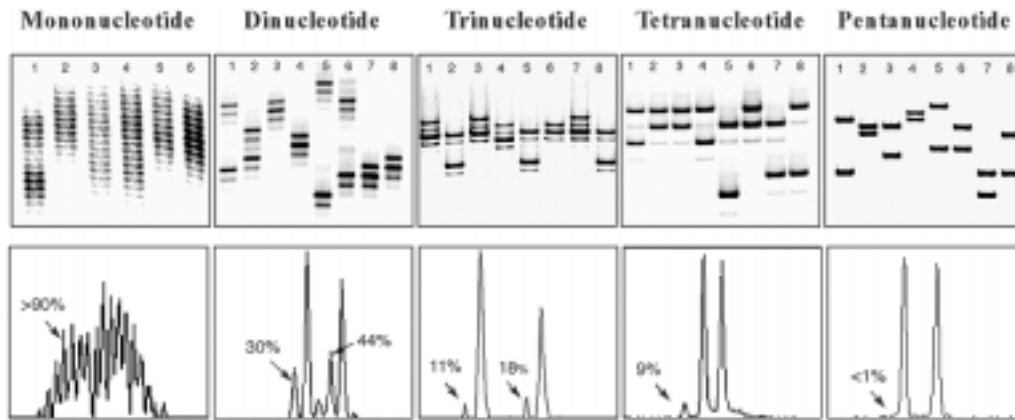 Mononucleotide Dinucleotide Trinucleotide Tetranucleotide Pentanucleotide
1 2 3 4 5 6 1 2 3 4 5 6 7 8 1 2 3 4 5 6 7 8 1 2 3 4 5 6 7 8 1 2 3 4 5 6 7 8
>90% 30% 44% 11% 18% 9% <1%